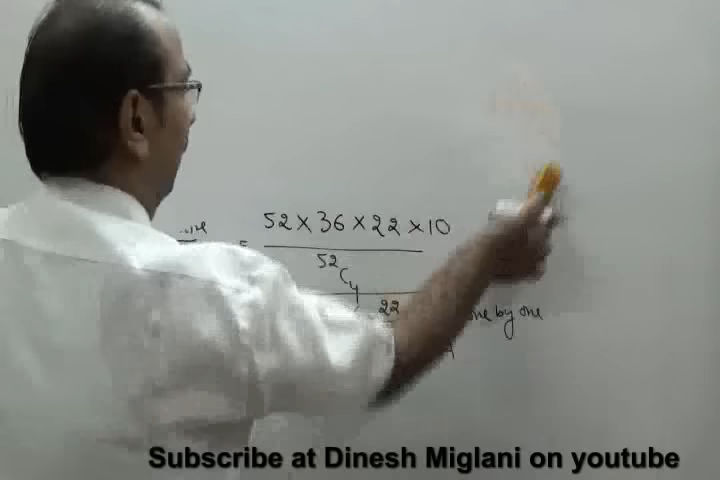 = 52 × 36 × 22 × 10
52C4
22
one by one
Subscribe at Dinesh Miglani on youtube